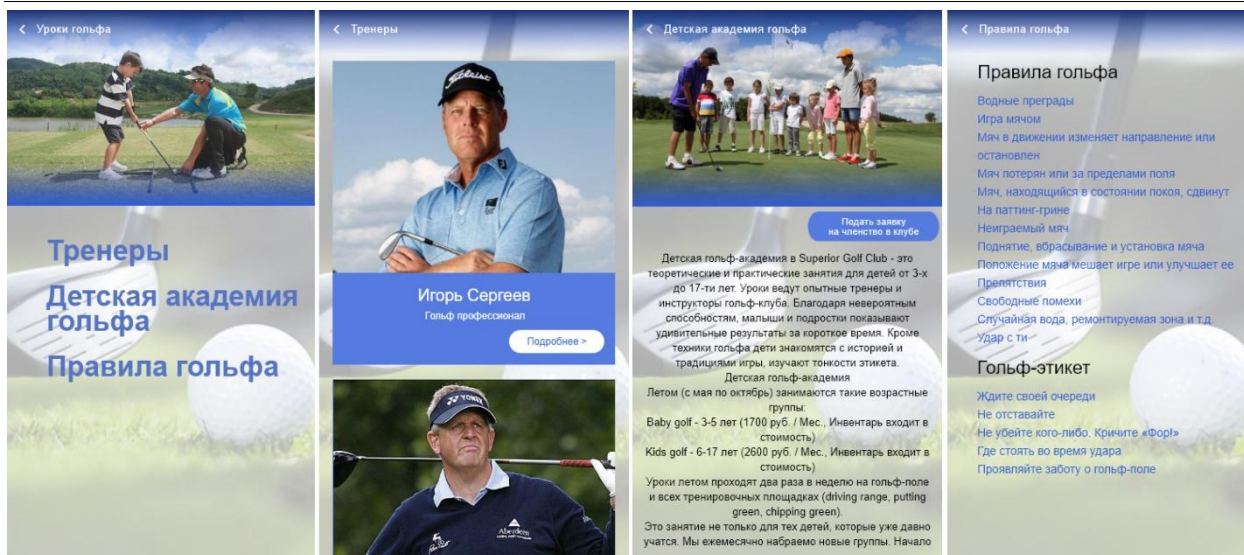 Уроки гольфа
Тренеры
Детская академия
гольфа
Правила гольфа
Тренеры
Titleist
Игорь Сергеев
Гольф профессионал
Подробнее >
YONEX
Aberdeen
Детская академия гольфа
Подать заявку
на членство в клубе
Детская гольф-академия в Superior Golf Club - это
теоретические и практические занятия для детей от 3-х
до 17-ти лет. Уроки ведут опытные тренеры и
инструкторы гольф-клуба. Благодаря невероятным
способностям, малыши и подростки показывают
удивительные результаты за короткое время. Кроме
техники гольфа дети знакомятся с историей и
традициями игры, изучают тонкости этикета.
Детская гольф-академия
Летом (с мая по октябрь) занимаются такие возрастные
группы:
Baby golf - 3-5 лет (1700 руб. / Мес., Инвентарь входит в
стоимость)
Kids golf - 6-17 лет (2600 руб. / Мес., Инвентарь входит в
стоимость)
Уроки летом проходят два раза в неделю на гольф-поле
и всех тренировочных площадках (driving range, putting
green, chipping green).
Это занятие не только для тех детей, которые уже давно
учатся. Мы ежемесячно набраемо новые группы. Начало
Правила гольфа
Правила гольфа
Водные преграды
Игра мячом
Мяч в движении изменяет направление или
остановлен
Мяч потерян или за пределами поля
Мяч, находящийся в состоянии покоя, сдвинут
На паттинг-грине
Неиграемый мяч
Поднятие, вбрасывание и установка мяча
Положение мяча мешает игре или улучшает ее
Препятствия
Свободные помехи
Случайная вода, ремонтируемая зона и т.д.
Удар с ти
Гольф-этикет
Ждите своей очереди
Не отставайте
Не убейте кого-либо. Кричите «Фор!»
Где стоять во время удара
Проявляйте заботу о гольф-поле